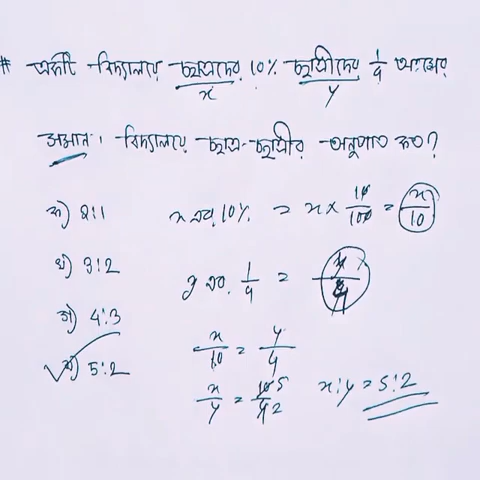 # একটি বিদ্যালয়ে ছাত্রদের 10% ছাত্রীদের 1/4 অংশের
x y
সমান। বিদ্যালয়ে ছাত্র-ছাত্রীর অনুপাত কত?
ক) 2:1
x এর 10% = x × 10/100 = x/10
খ) 3:2
y এর 1/4 = y/4
গ) 4:3
x/10 = y/4
ঘ) 5:2
x/y = 10 5/4 2
x:y = 5:2